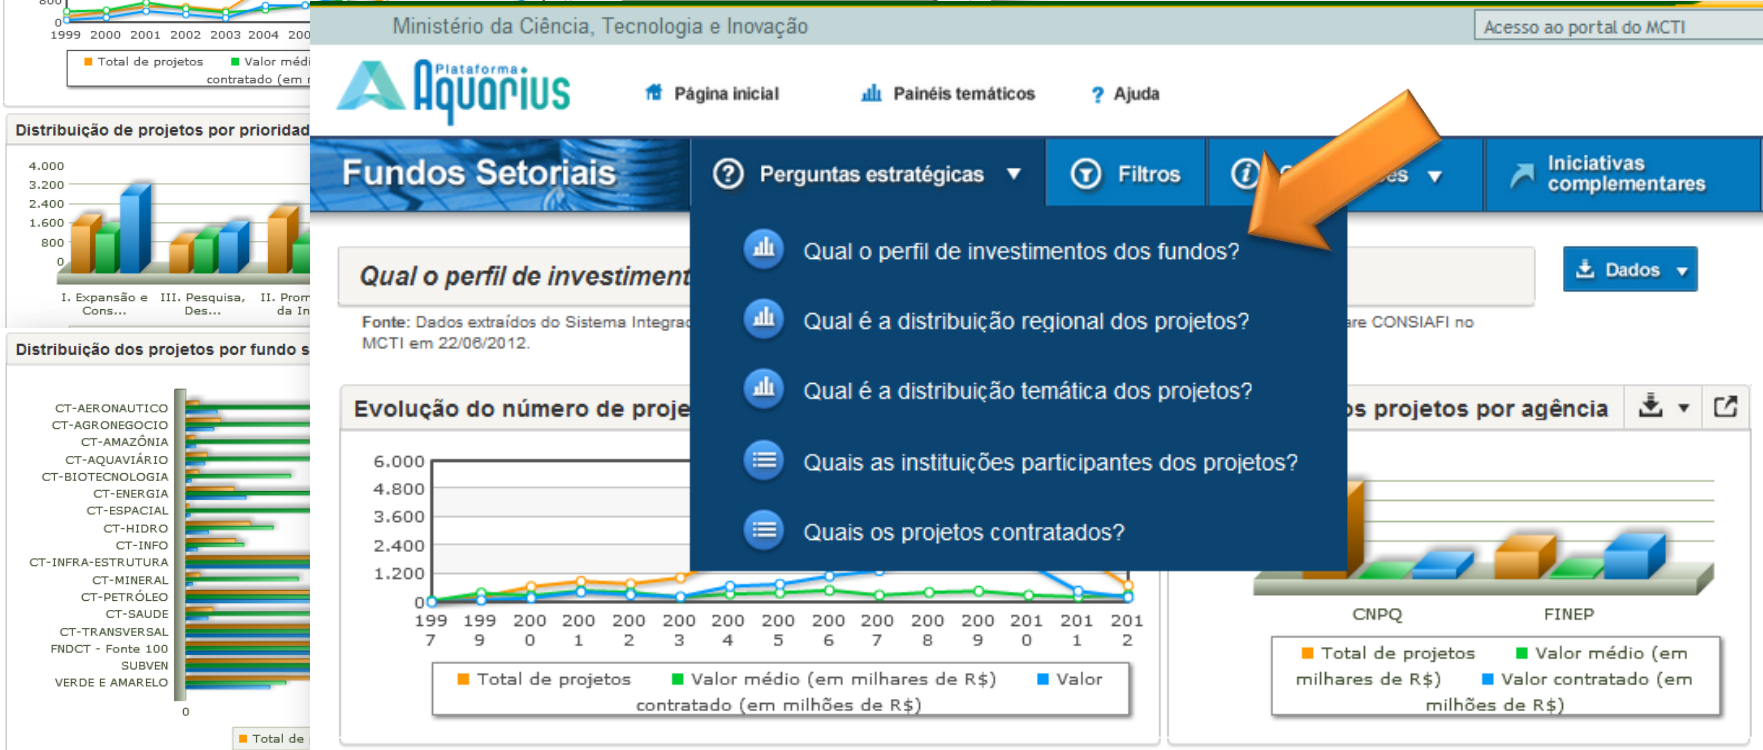 800
0
1999 2000 2001 2002 2003 2004
Total de projetos
Valor médi
contratado (em
Distribuição de projetos por prioridad
4.000
3.200
2.400
1.600
800
0
I. Expansão e Cons...
III. Pesquisa, Des...
II. Prom
da In
Distribuição dos projetos por fundo s
CT-AERONAUTICO
CT-AGRONEGOCIO
CT-AMAZÔNIA
CT-AQUAVIÁRIO
CT-BIOTECNOLOGIA
CT-ENERGIA
CT-ESPACIAL
CT-HIDRO
CT-INFO
CT-INFRA-ESTRUTURA
CT-MINERAL
CT-PETRÓLEO
CT-SAUDE
CT-TRANSVERSAL
FNDCT - Fonte 100
SUBVEN
VERDE E AMARELO
0
Total de
Ministério da Ciência, Tecnologia e Inovação
Acesso ao portal do MCTI
Plataforma
Aquarius
Página inicial
Painéis temáticos
? Ajuda
Fundos Setoriais
? Perguntas estratégicas
Filtros
i
es
Iniciativas
complementares
Qual o perfil de investimentos dos fundos?
Qual é a distribuição regional dos projetos?
Qual é a distribuição temática dos projetos?
Quais as instituições participantes dos projetos?
Quais os projetos contratados?
Qual o perfil de investiment
Dados
Fonte: Dados extraídos do Sistema Integrad
are CONSIAFI no
MCTI em 22/06/2012.
Evolução do número de proje
6.000
4.800
3.600
2.400
1.200
0
1997 1999 2000 2001 2002 2003 2004 2005 2006 2007 2008 2009 2010 2011 2012
Total de projetos
Valor médio (em milhares de R$)
Valor
contratado (em milhões de R$)
os projetos por agência
CNPQ
FINEP
Total de projetos
Valor médio (em
milhares de R$)
Valor contratado (em
milhões de R$)